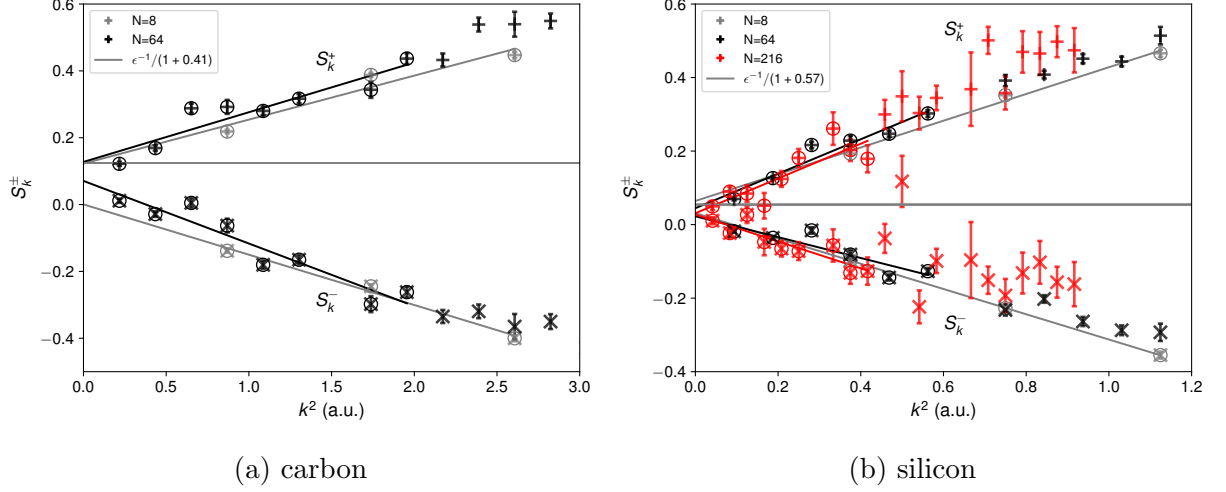 0.6
0.4
0.2
0.0
−0.2
−0.4
S_k^±
N=8
N=64
ϵ⁻¹/(1 + 0.41)
S_k^+
S_k^−
0.0 0.5 1.0 1.5 2.0 2.5 3.0
k² (a.u.)
(a) carbon
0.6
0.4
0.2
0.0
−0.2
−0.4
S_k^±
N=8
N=64
N=216
ϵ⁻¹/(1 + 0.57)
S_k^+
S_k^−
0.0 0.2 0.4 0.6 0.8 1.0 1.2
k² (a.u.)
(b) silicon